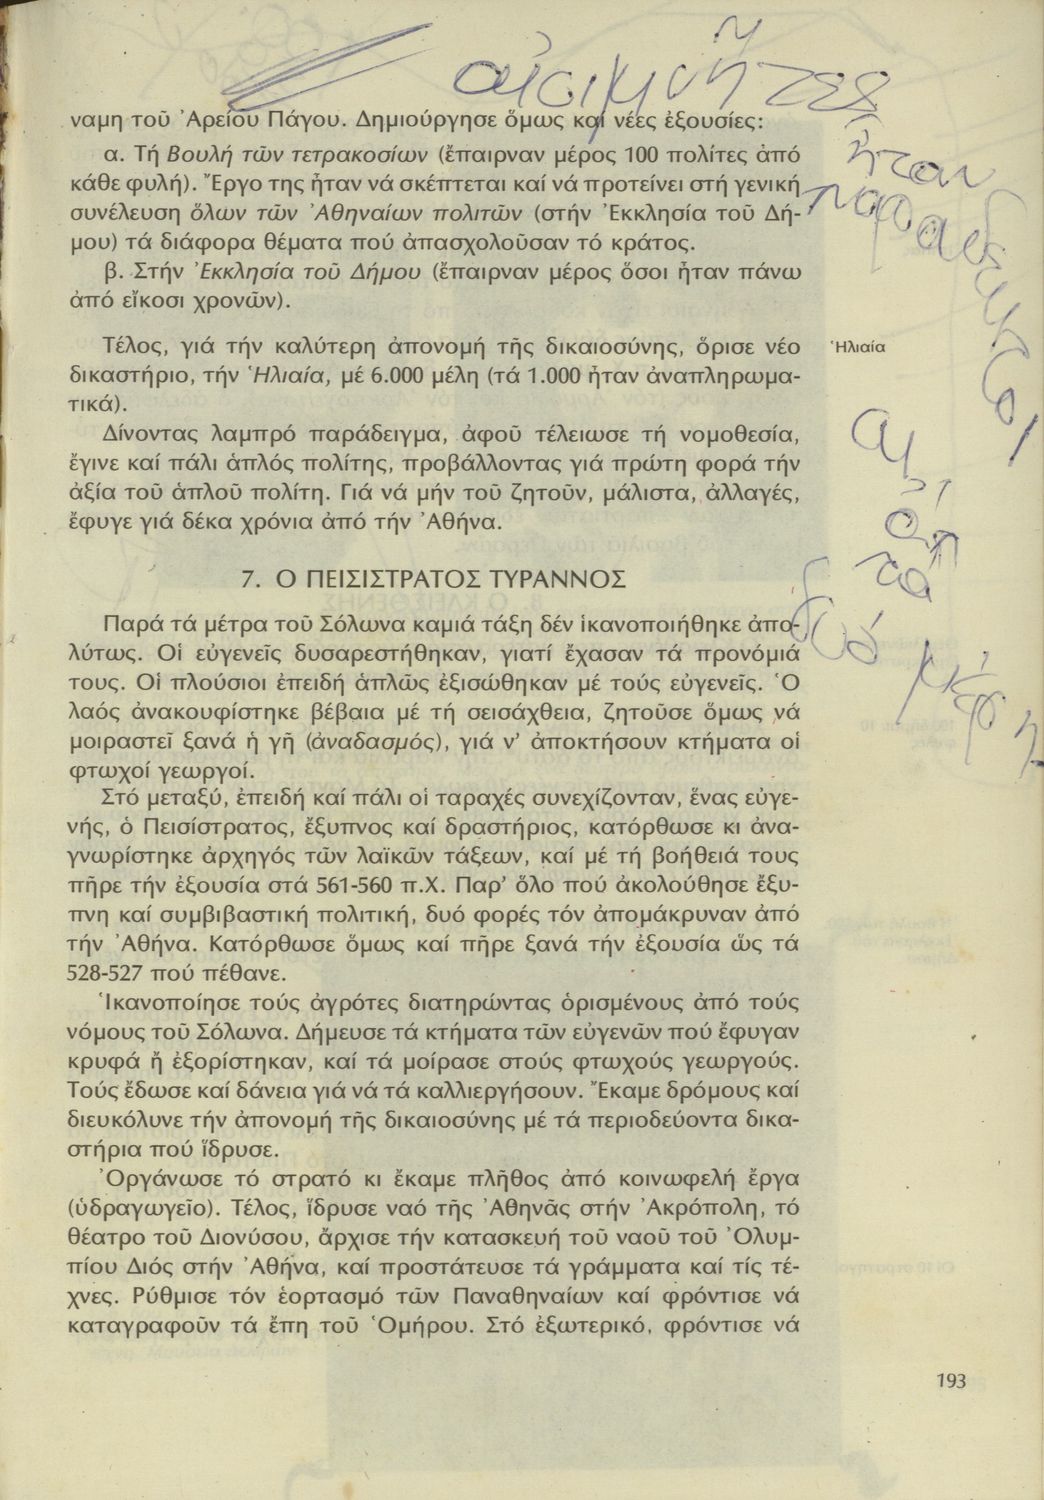 αἰσιμνήτες
ἦταν
παραδεκτοί
ἀπό
τά
δυό
μέρη
ναμη τοῦ Ἀρείου Πάγου. Δημιούργησε ὅμως καί νέες ἐξουσίες:
α. Τή Βουλή τῶν τετρακοσίων (ἔπαιρναν μέρος 100 πολίτες ἀπό
κάθε φυλή). Ἔργο της ἦταν νά σκέπτεται καί νά προτείνει στή γενική
συνέλευση ὅλων τῶν Ἀθηναίων πολιτῶν (στήν Ἐκκλησία τοῦ Δή-
μου) τά διάφορα θέματα πού ἀπασχολοῦσαν τό κράτος.
β. Στήν Ἐκκλησία τοῦ Δήμου (ἔπαιρναν μέρος ὅσοι ἦταν πάνω
ἀπό εἴκοσι χρονῶν).
Τέλος, γιά τήν καλύτερη ἀπονομή τῆς δικαιοσύνης, ὅρισε νέο
δικαστήριο, τήν Ἡλιαία, μέ 6.000 μέλη (τά 1.000 ἦταν ἀναπληρωμα-
τικά).
Ἡλιαία
Δίνοντας λαμπρό παράδειγμα, ἀφοῦ τέλειωσε τή νομοθεσία,
ἔγινε καί πάλι ἁπλός πολίτης, προβάλλοντας γιά πρώτη φορά τήν
ἀξία τοῦ ἁπλοῦ πολίτη. Γιά νά μήν τοῦ ζητοῦν, μάλιστα, ἀλλαγές,
ἔφυγε γιά δέκα χρόνια ἀπό τήν Ἀθήνα.
7. Ο ΠΕΙΣΙΣΤΡΑΤΟΣ ΤΥΡΑΝΝΟΣ
Παρά τά μέτρα τοῦ Σόλωνα καμιά τάξη δέν ἱκανοποιήθηκε ἀπο-
λύτως. Οἱ εὐγενεῖς δυσαρεστήθηκαν, γιατί ἔχασαν τά προνόμιά
τους. Οἱ πλούσιοι ἐπειδή ἁπλῶς ἐξισώθηκαν μέ τούς εὐγενεῖς. Ὁ
λαός ἀνακουφίστηκε βέβαια μέ τή σεισάχθεια, ζητοῦσε ὅμως νά
μοιραστεῖ ξανά ἡ γῆ (ἀναδασμός), γιά ν' ἀποκτήσουν κτήματα οἱ
φτωχοί γεωργοί.
Στό μεταξύ, ἐπειδή καί πάλι οἱ ταραχές συνεχίζονταν, ἕνας εὐγε-
νής, ὁ Πεισίστρατος, ἔξυπνος καί δραστήριος, κατόρθωσε κι ἀνα-
γνωρίστηκε ἀρχηγός τῶν λαϊκῶν τάξεων, καί μέ τή βοήθειά τους
πῆρε τήν ἐξουσία στά 561-560 π.Χ. Παρ' ὅλο πού ἀκολούθησε ἔξυ-
πνη καί συμβιβαστική πολιτική, δυό φορές τόν ἀπομάκρυναν ἀπό
τήν Ἀθήνα. Κατόρθωσε ὅμως καί πῆρε ξανά τήν ἐξουσία ὥς τά
528-527 πού πέθανε.
Ἱκανοποίησε τούς ἀγρότες διατηρώντας ὁρισμένους ἀπό τούς
νόμους τοῦ Σόλωνα. Δήμευσε τά κτήματα τῶν εὐγενῶν πού ἔφυγαν
κρυφά ἤ ἐξορίστηκαν, καί τά μοίρασε στούς φτωχούς γεωργούς.
Τούς ἔδωσε καί δάνεια γιά νά τά καλλιεργήσουν. Ἔκαμε δρόμους καί
διευκόλυνε τήν ἀπονομή τῆς δικαιοσύνης μέ τά περιοδεύοντα δικα-
στήρια πού ἵδρυσε.
Ὀργάνωσε τό στρατό κι ἔκαμε πλῆθος ἀπό κοινωφελή ἔργα
(ὑδραγωγεῖο). Τέλος, ἵδρυσε ναό τῆς Ἀθηνᾶς στήν Ἀκρόπολη, τό
θέατρο τοῦ Διονύσου, ἄρχισε τήν κατασκευή τοῦ ναοῦ τοῦ Ὀλυμ-
πίου Διός στήν Ἀθήνα, καί προστάτευσε τά γράμματα καί τίς τέ-
χνες. Ρύθμισε τόν ἑορτασμό τῶν Παναθηναίων καί φρόντισε νά
καταγραφοῦν τά ἔπη τοῦ Ὁμήρου. Στό ἐξωτερικό, φρόντισε νά
193